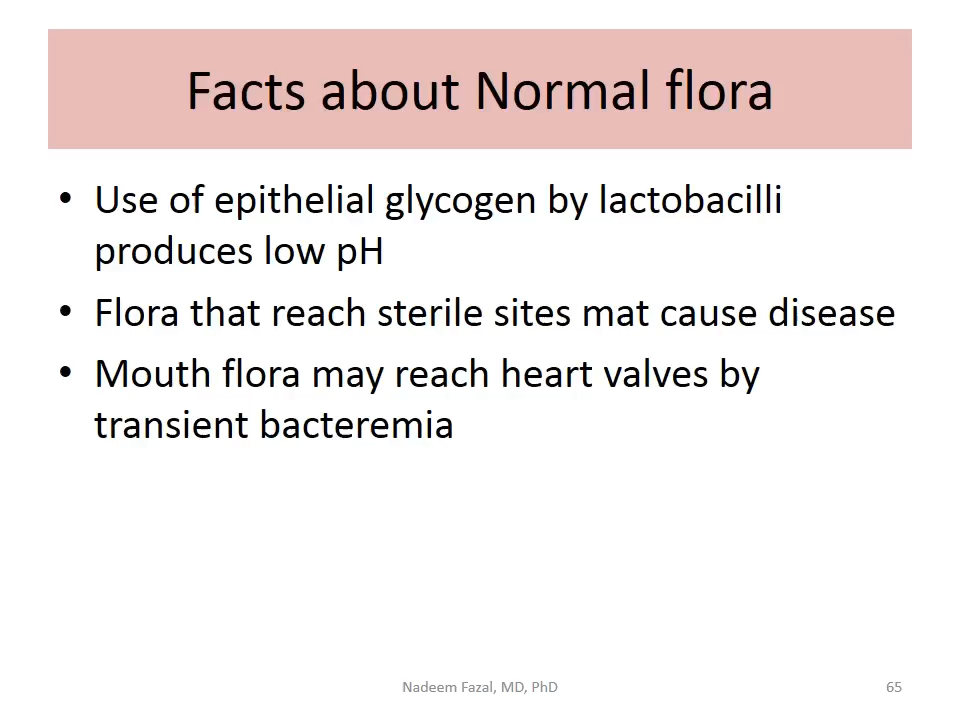 Facts about Normal flora
• Use of epithelial glycogen by lactobacilli
produces low pH
• Flora that reach sterile sites mat cause disease
• Mouth flora may reach heart valves by
transient bacteremia
Nadeem Fazal, MD, PhD
65